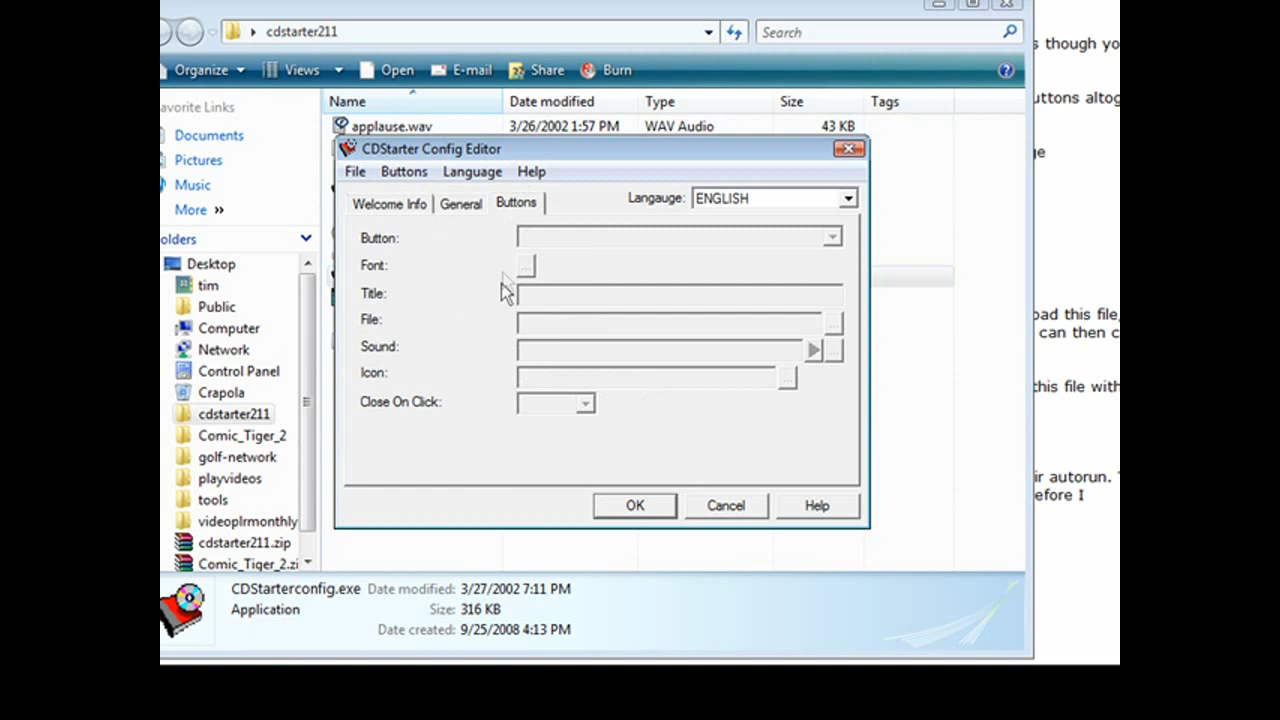 cdstarter211
Search
Organize Views Open E-mail Share Burn
avorite Links
Documents
Pictures
Music
More »
olders
Desktop
tim
Public
Computer
Network
Control Panel
Crapola
cdstarter211
Comic_Tiger_2
golf-network
playvideos
tools
videoplrmonthly
cdstarter211.zip
Comic_Tiger_2.zi
Name Date modified Type Size Tags
applause.wav 3/26/2002 1:57 PM WAV Audio 43 KB
CDStarter Config Editor
File Buttons Language Help
Welcome Info General Buttons
Langauge: ENGLISH
Button:
Font: ...
Title:
File: ...
Sound: ...
Icon: ...
Close On Click:
OK Cancel Help
CDStarterconfig.exe Date modified: 3/27/2002 7:11 PM
Application Size: 316 KB
Date created: 9/25/2008 4:13 PM
s though yo
uttons altog
ge
oad this file,
can then c
this file with
ir autorun.
efore I